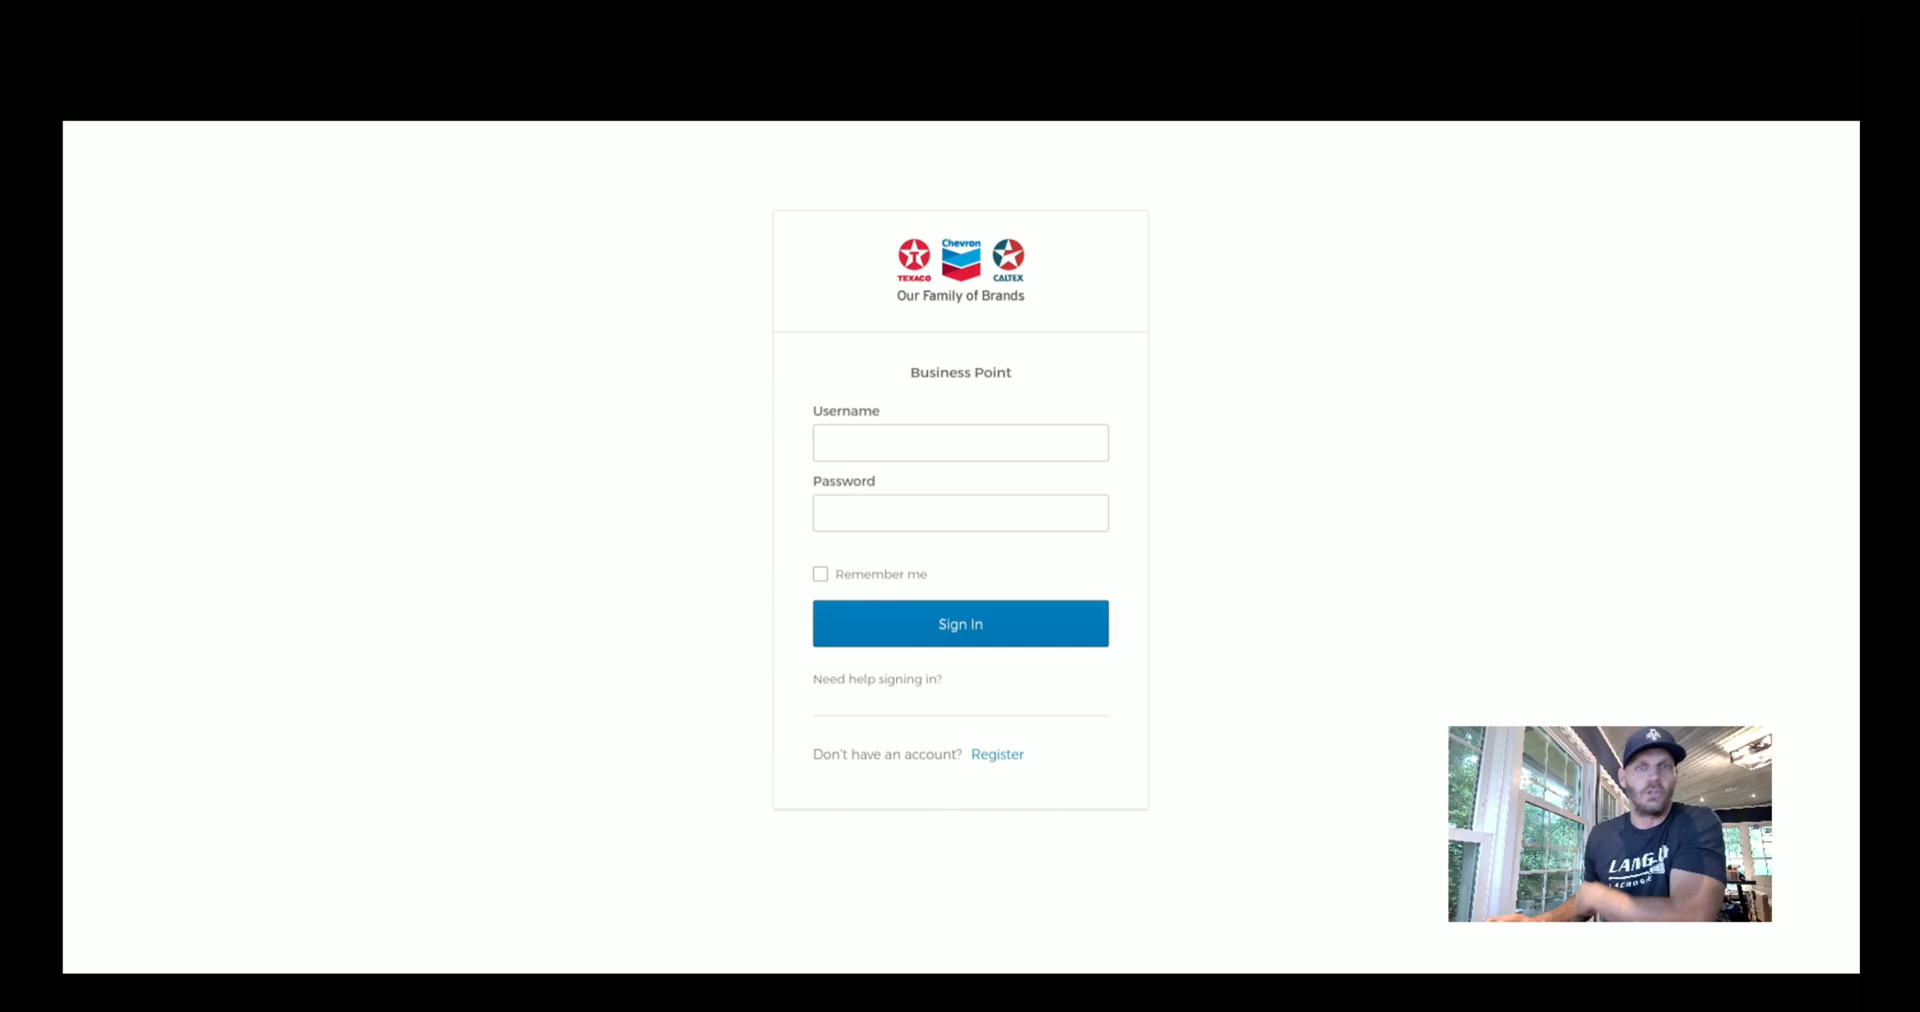 Chevron
TEXACO
CALTEX
Our Family of Brands
Business Point
Username
Password
Remember me
Sign In
Need help signing in?
Don't have an account? Register